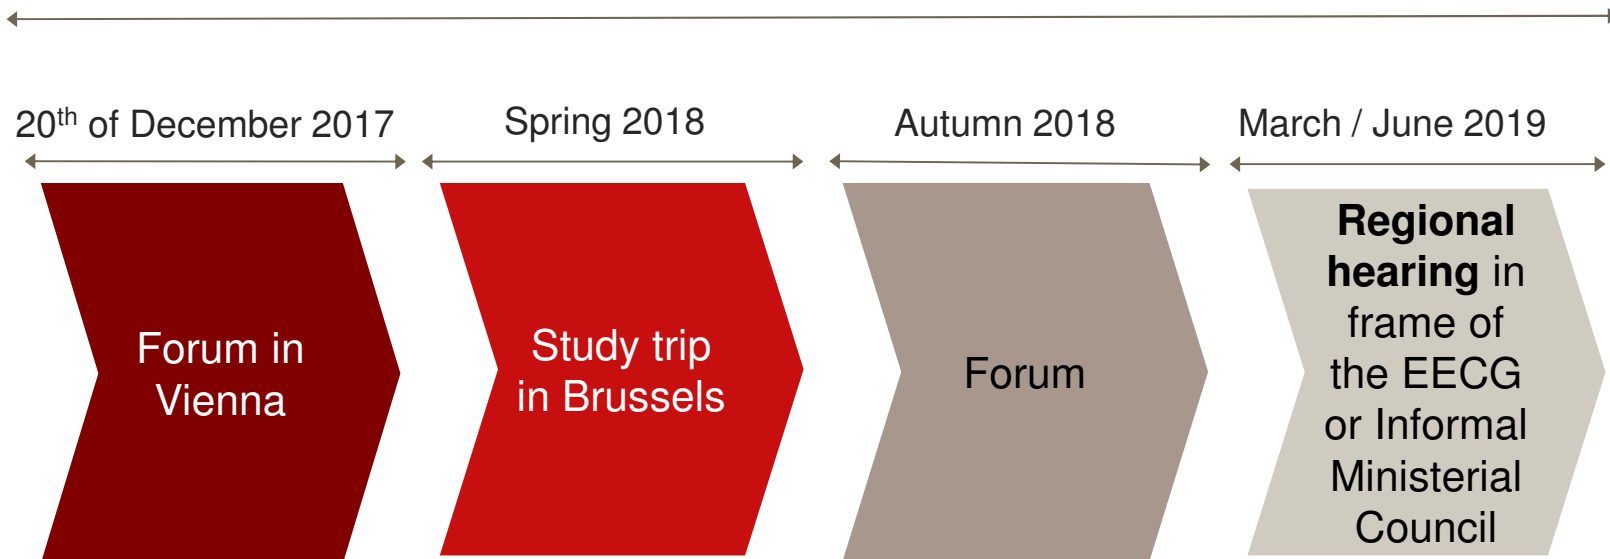 20th of December 2017
Spring 2018
Autumn 2018
March / June 2019
Forum in
Vienna
Study trip
in Brussels
Forum
Regional
hearing in
frame of
the EECG
or Informal
Ministerial
Council